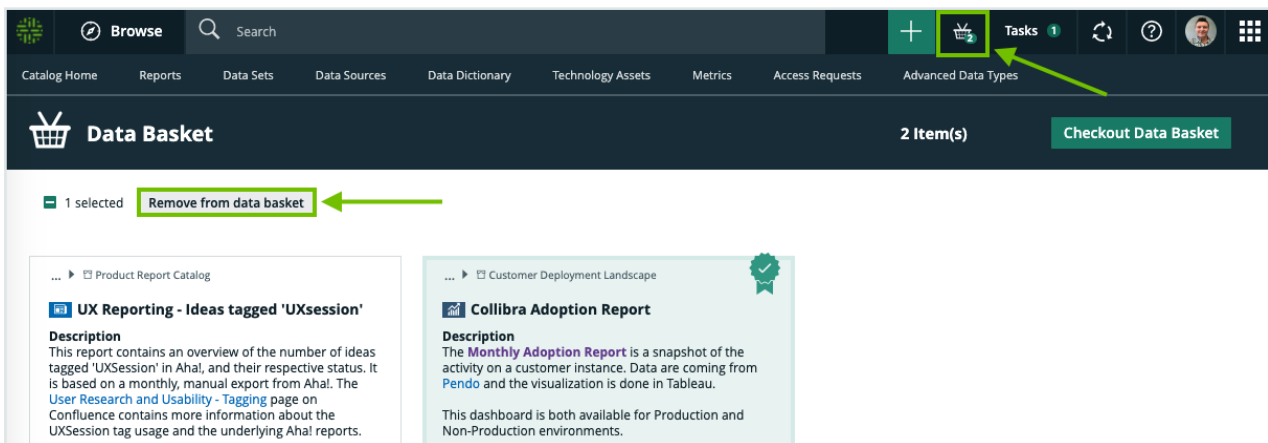 Browse
Search
2
Tasks 1
Catalog Home Reports Data Sets Data Sources Data Dictionary Technology Assets Metrics Access Requests Advanced Data Types
Data Basket
2 Item(s)
Checkout Data Basket
1 selected
Remove from data basket
... Product Report Catalog
UX Reporting - Ideas tagged 'UXsession'
Description
This report contains an overview of the number of ideas
tagged 'UXSession' in Aha!, and their respective status. It
is based on a monthly, manual export from Aha!. The
User Research and Usability - Tagging page on
Confluence contains more information about the
UXSession tag usage and the underlying Aha! reports.
... Customer Deployment Landscape
Collibra Adoption Report
Description
The Monthly Adoption Report is a snapshot of the
activity on a customer instance. Data are coming from
Pendo and the visualization is done in Tableau.
This dashboard is both available for Production and
Non-Production environments.